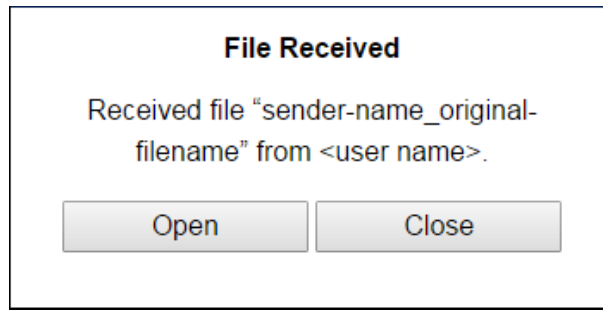 File Received
Received file “sender-name_original-
filename” from <user name>.
Open Close